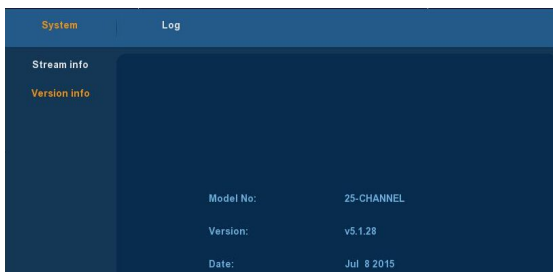 System Log
Stream info
Version info
Model No: 25-CHANNEL
Version: v5.1.28
Date: Jul 8 2015